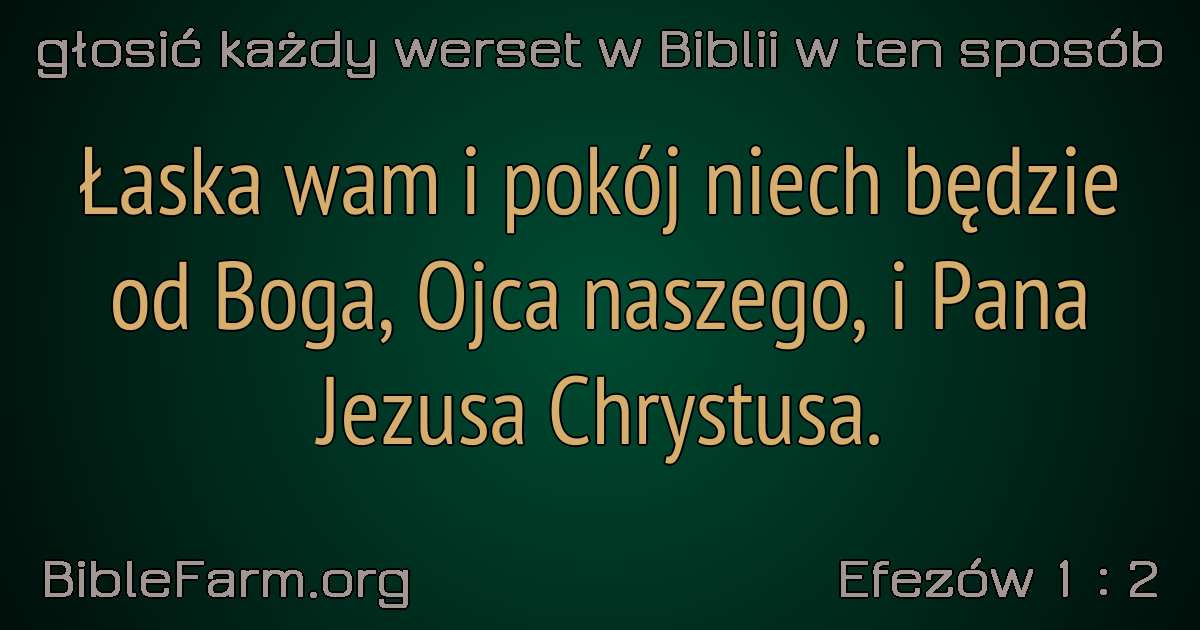 głosić każdy werset w Biblii w ten sposób
Łaska wam i pokój niech będzie
od Boga, Ojca naszego, i Pana
Jezusa Chrystusa.
BibleFarm.org
Efezów 1 : 2